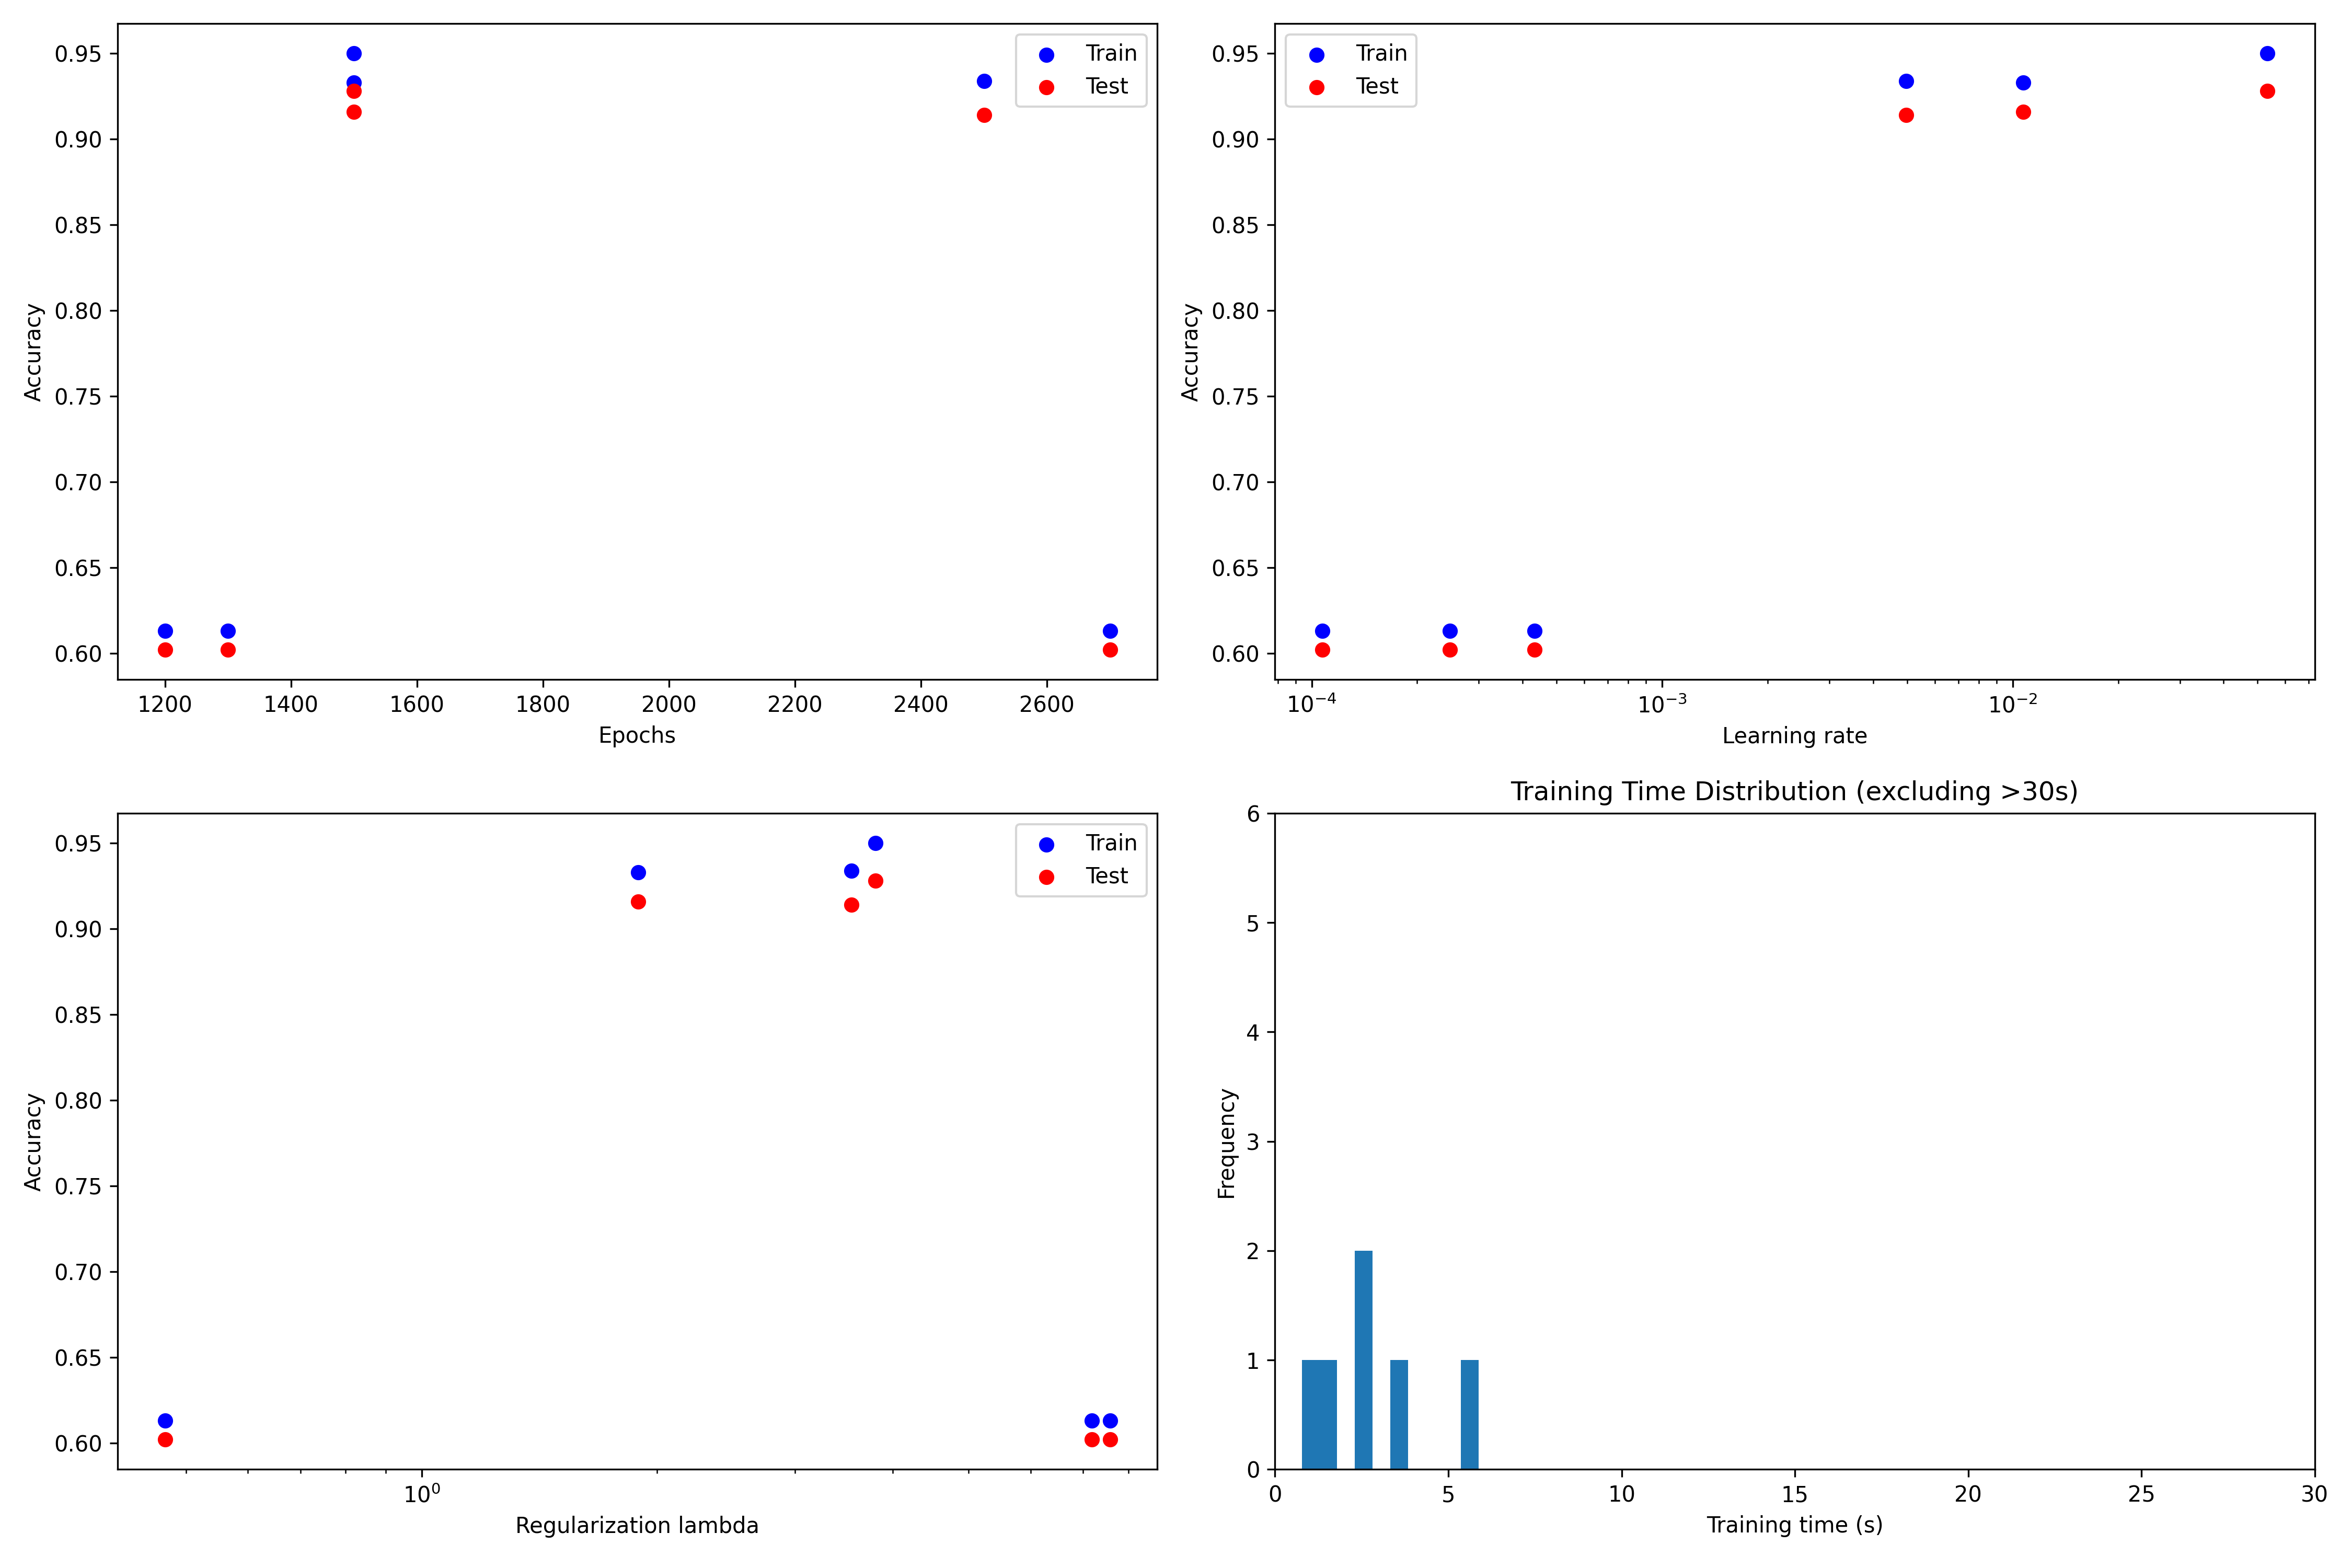 0.95
0.90
0.85
0.80
0.75
0.70
0.65
0.60
Accuracy
Train
Test
1200 1400 1600 1800 2000 2200 2400 2600
Epochs
0.95
0.90
0.85
0.80
0.75
0.70
0.65
0.60
Accuracy
Train
Test
10⁻⁴ 10⁻³ 10⁻²
Learning rate
0.95
0.90
0.85
0.80
0.75
0.70
0.65
0.60
Accuracy
Train
Test
10⁰
Regularization lambda
Training Time Distribution (excluding >30s)
6
5
4
3
2
1
0
Frequency
0 5 10 15 20 25 30
Training time (s)